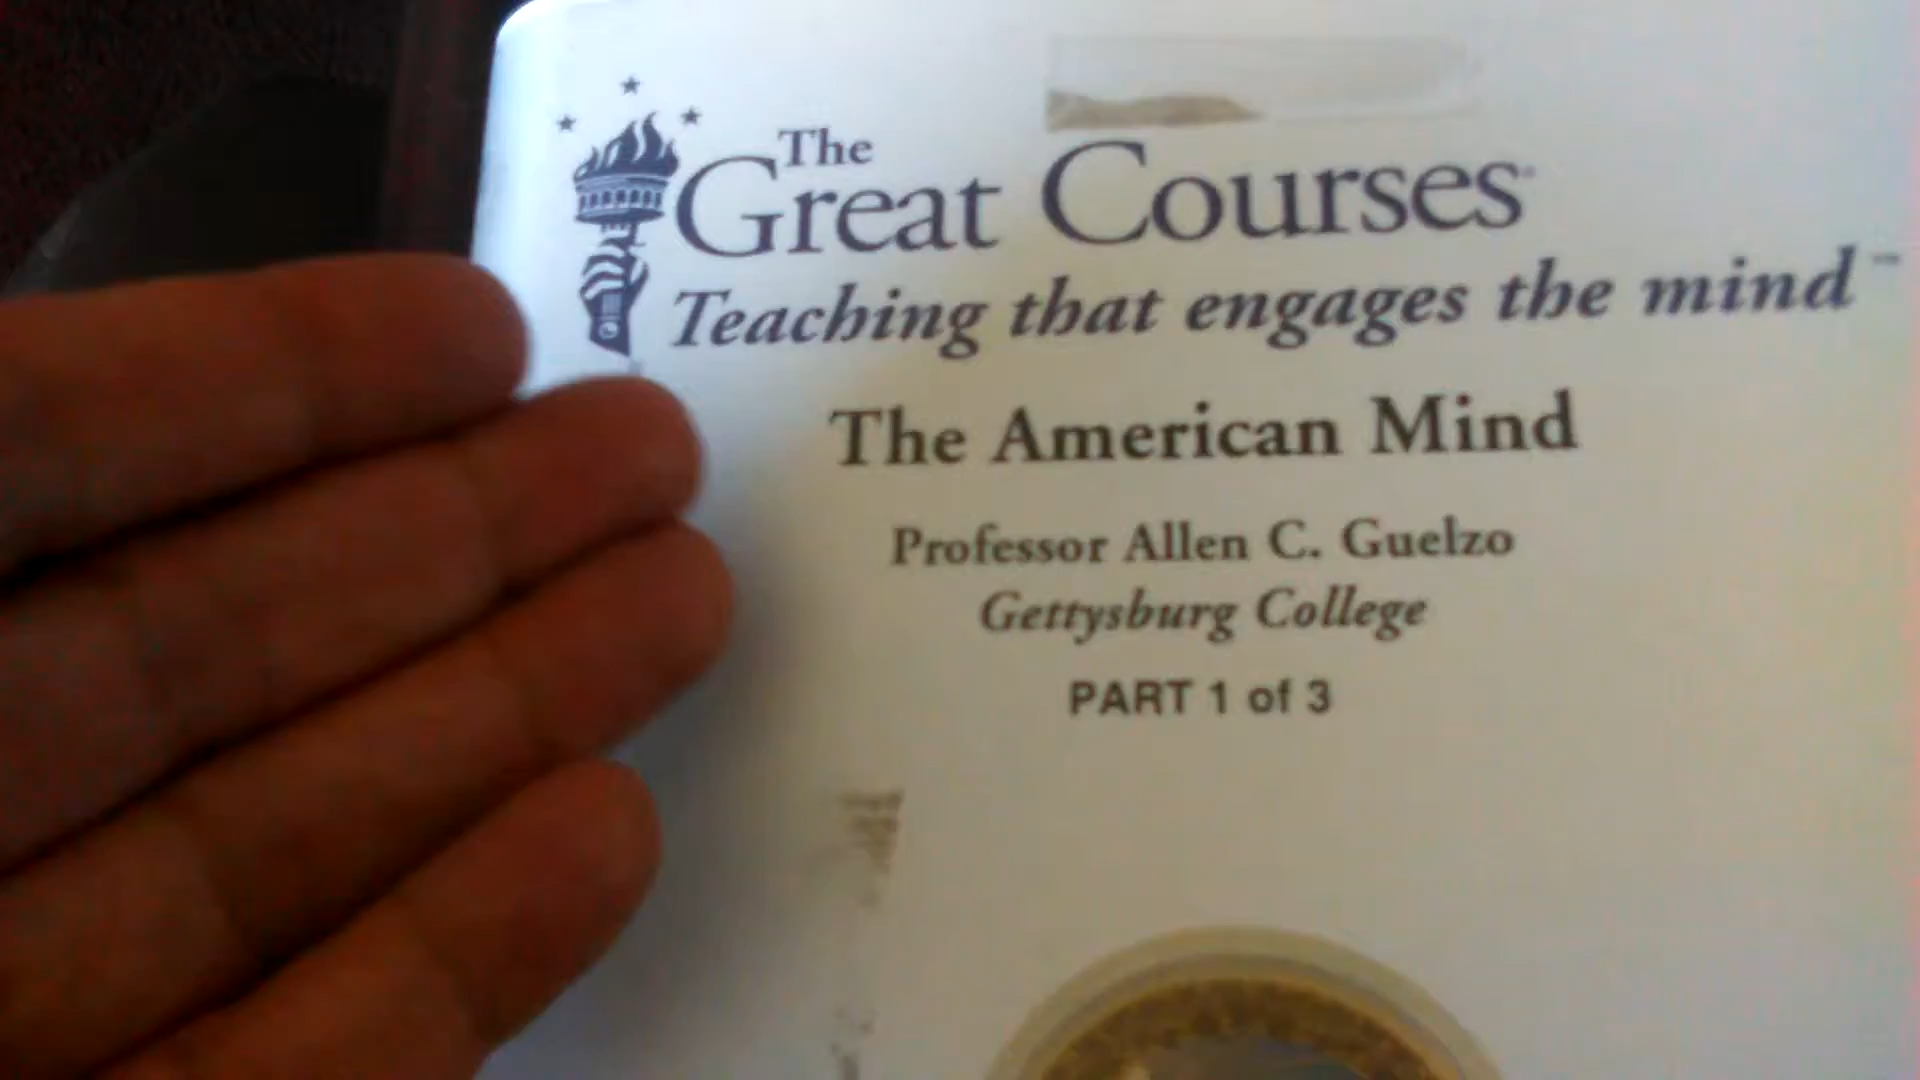 The
Great Courses
Teaching that engages the mind™
The American Mind
Professor Allen C. Guelzo
Gettysburg College
PART 1 of 3